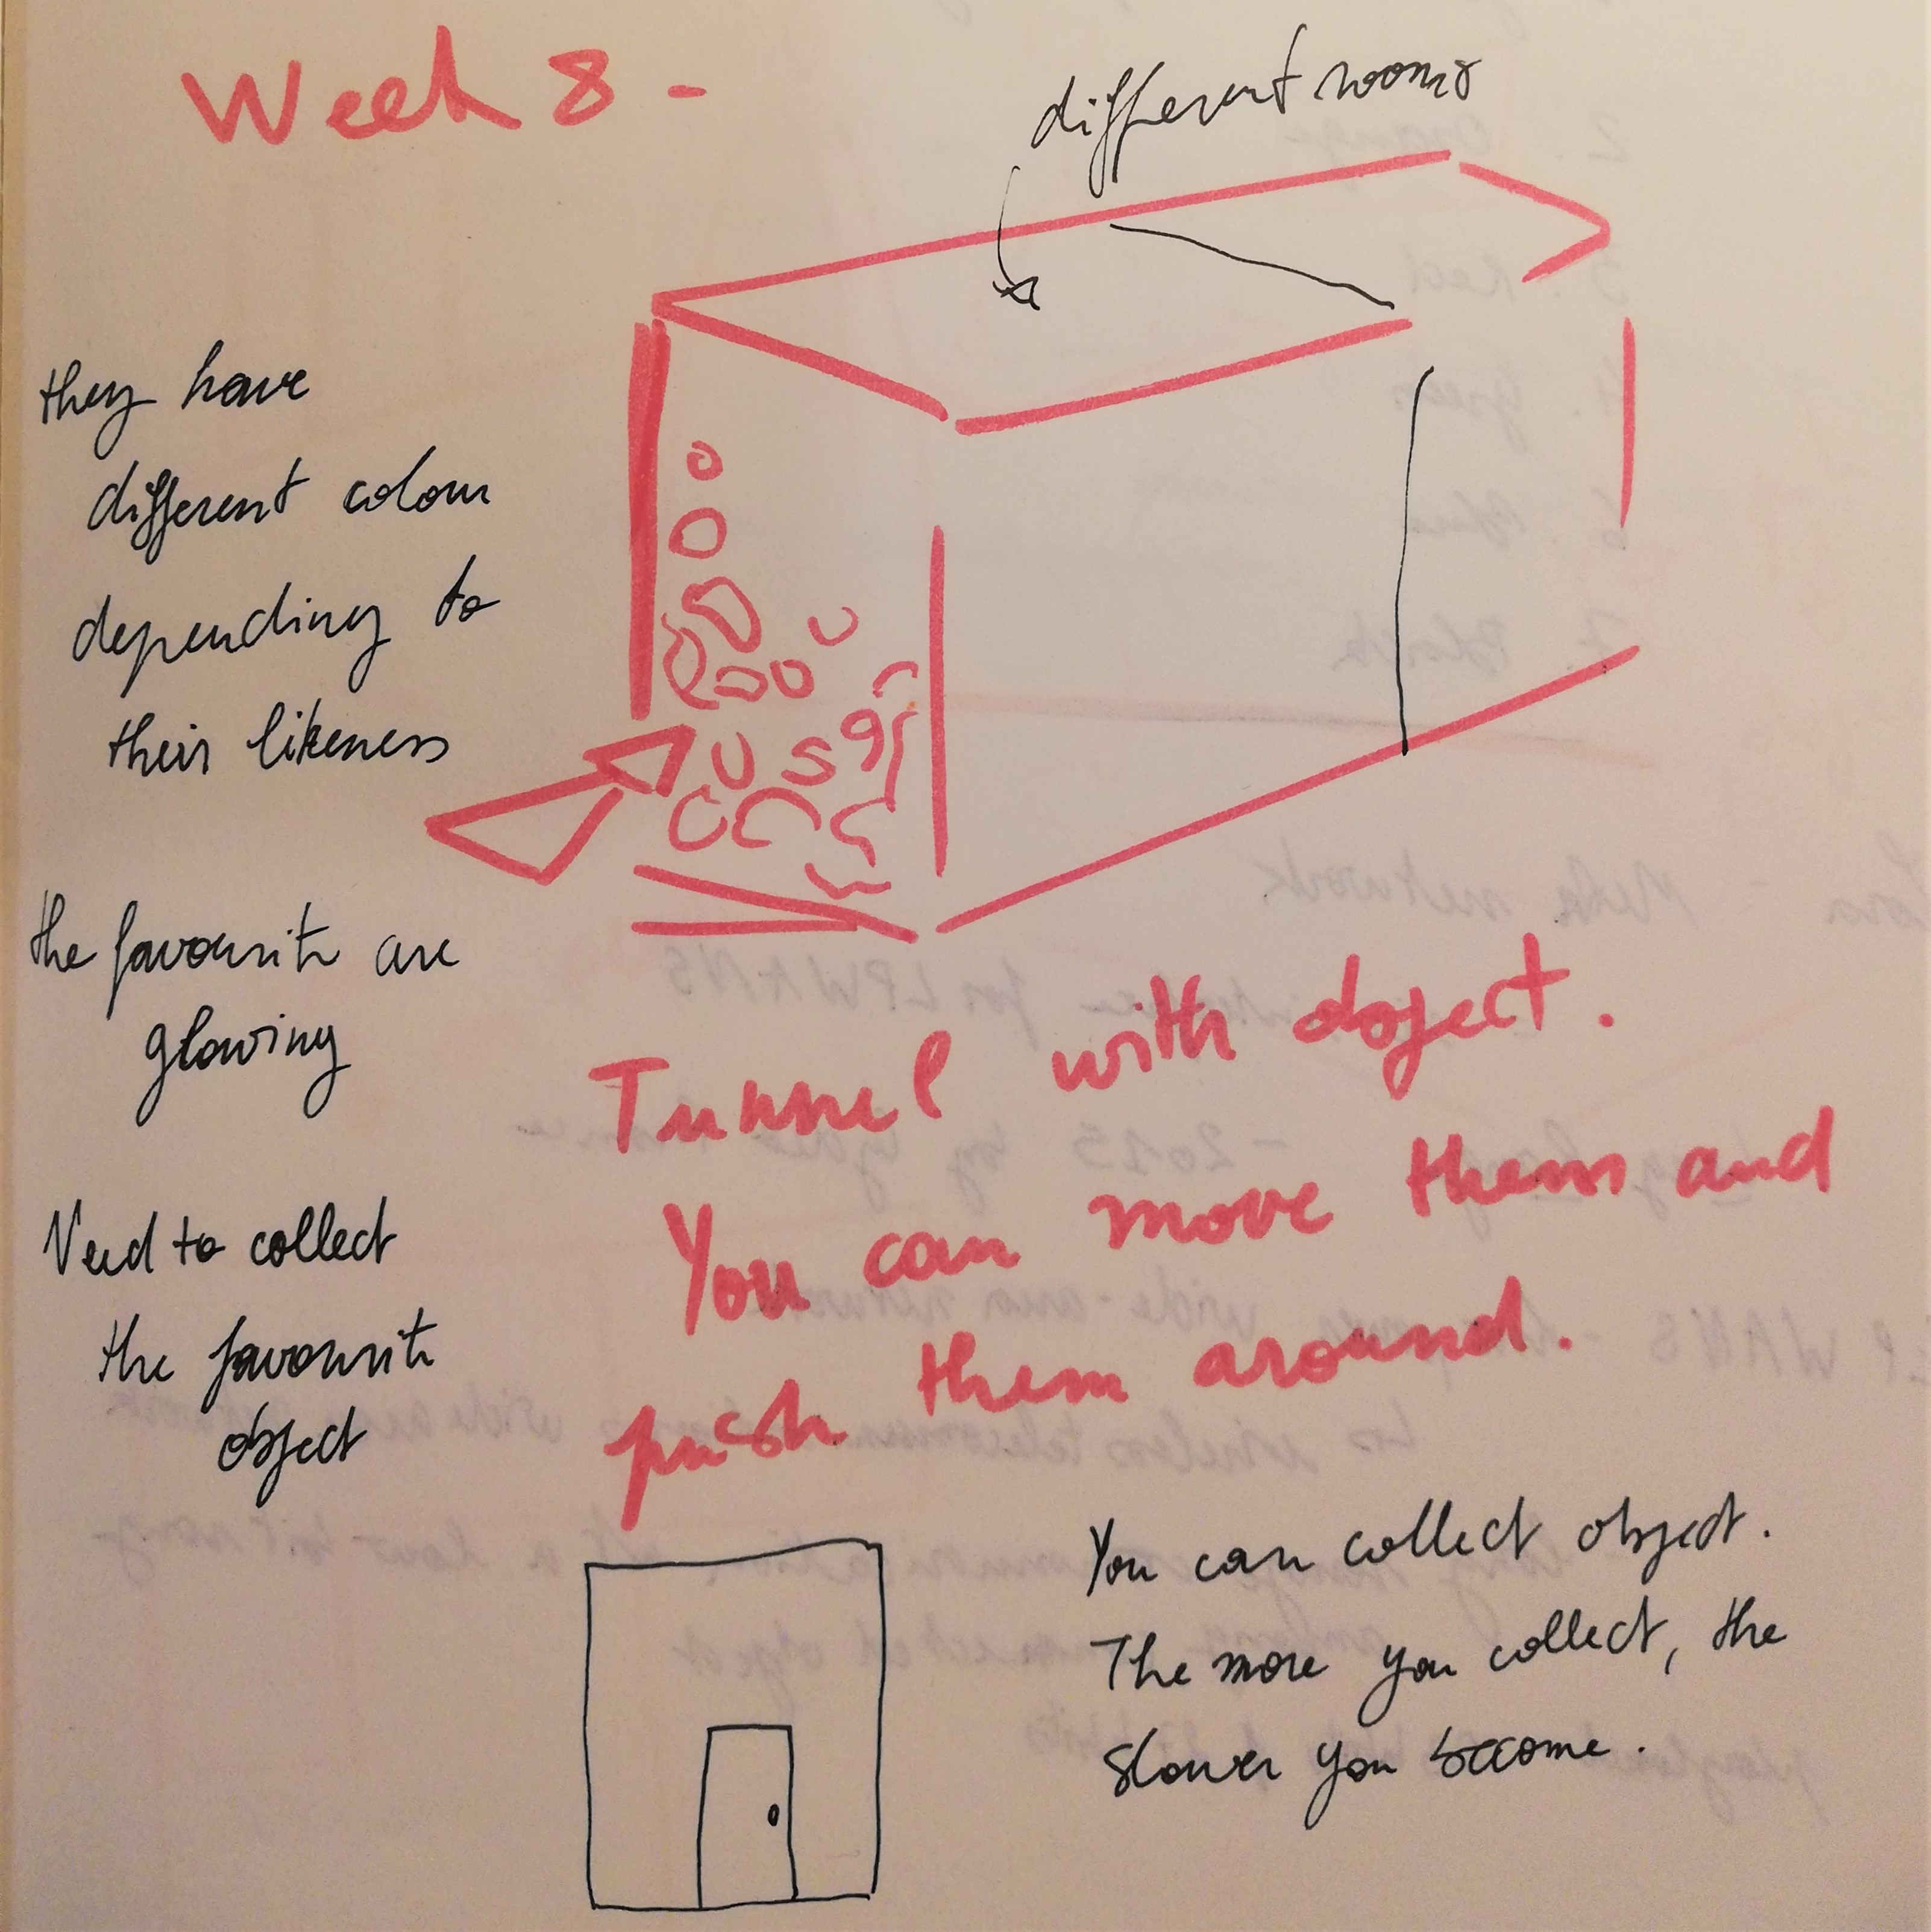 Week 8 -
different rooms
they have
different colour
depending to
their likeness
the favourite are
glowing
Need to collect
the favourite
object
Tunnel with object.
You can move them and
push them around.
You can collect object.
The more you collect, the
slower you become.